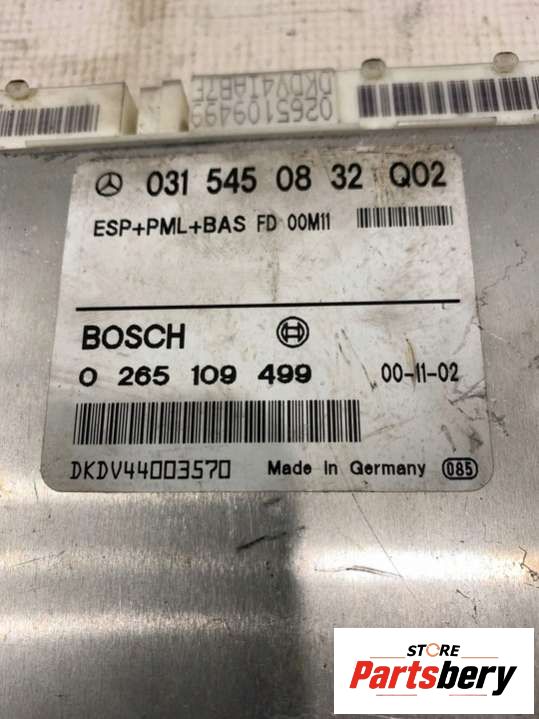 0265109499
DKDV41AB7E
031 545 08 32 Q02
ESP+PML+BAS FD 00M11
BOSCH
0 265 109 499 00-11-02
DKDV44003570 Made In Germany 085
STORE
Partsbery